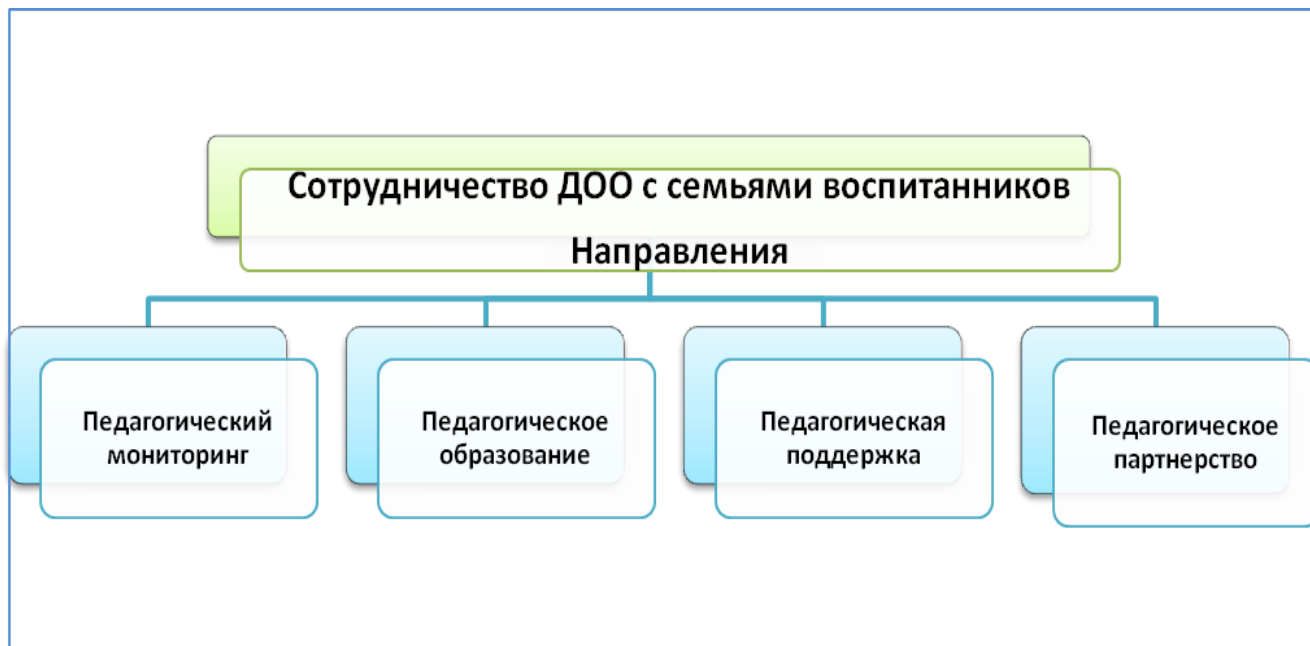 Сотрудничество ДОО с семьями воспитанников
Направления
Педагогический
мониторинг
Педагогическое
образование
Педагогическая
поддержка
Педагогическое
партнерство